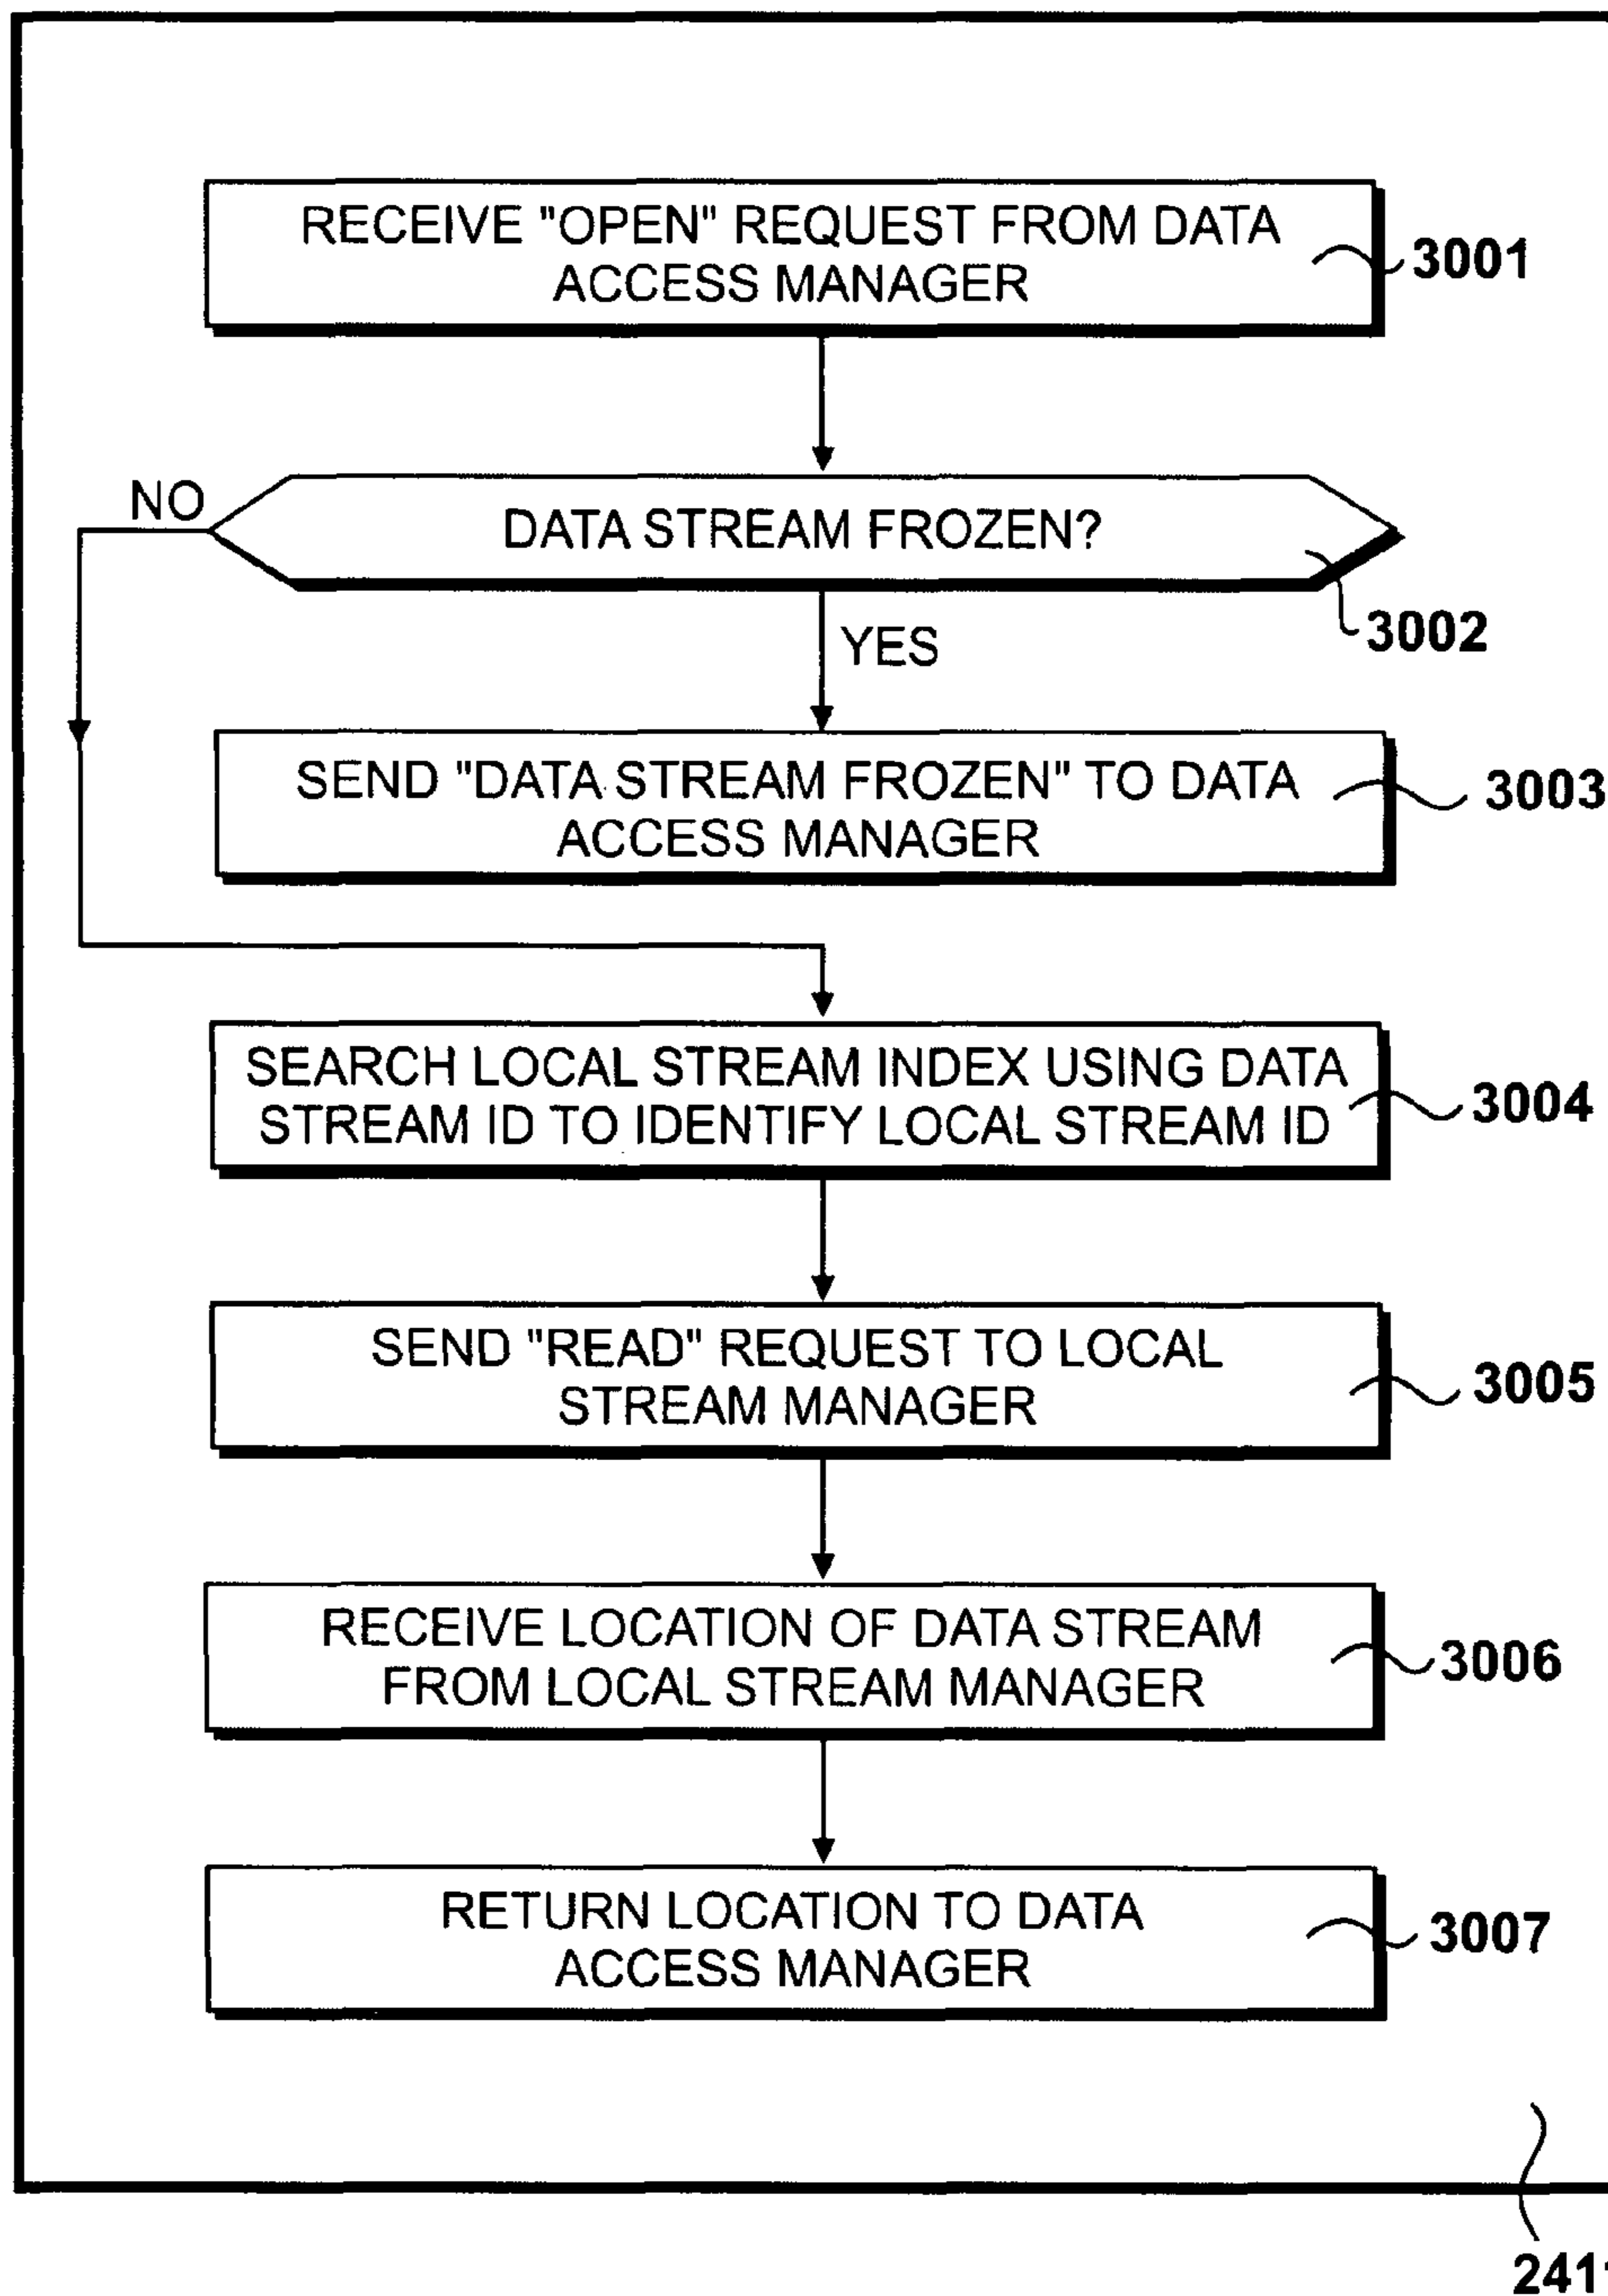 RECEIVE "OPEN" REQUEST FROM DATA
ACCESS MANAGER
3001
NO
DATA STREAM FROZEN?
3002
YES
SEND "DATA STREAM FROZEN" TO DATA
ACCESS MANAGER
3003
SEARCH LOCAL STREAM INDEX USING DATA
STREAM ID TO IDENTIFY LOCAL STREAM ID
3004
SEND "READ" REQUEST TO LOCAL
STREAM MANAGER
3005
RECEIVE LOCATION OF DATA STREAM
FROM LOCAL STREAM MANAGER
3006
RETURN LOCATION TO DATA
ACCESS MANAGER
3007
2411